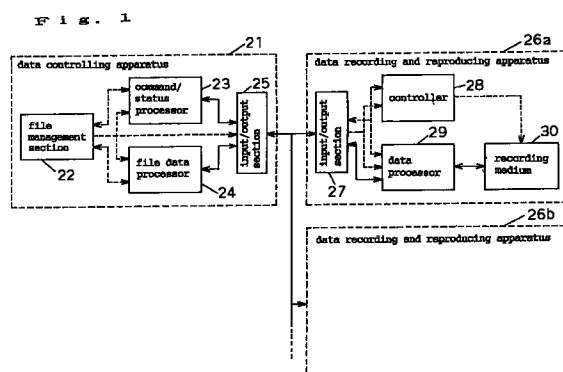 Fig. 1
21
data controlling apparatus
23
command/
status
processor
25
input/output
section
file
management
section
22
file data
processor
24
26a
data recording and reproducing apparatus
28
controller
input/output
section
27
29
data
processor
30
recording
medium
26b
data recording and reproducing apparatus